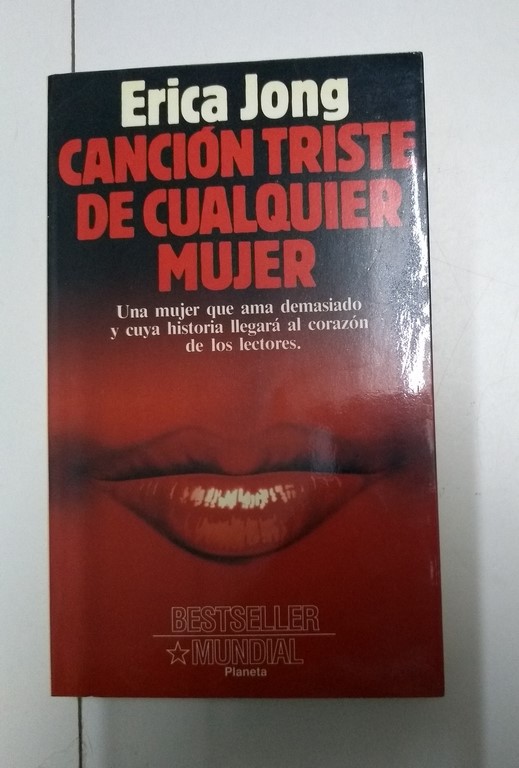 Erica Jong
CANCIÓN TRISTE
DE CUALQUIER
MUJER
Una mujer que ama demasiado
y cuya historia llegará al corazón
de los lectores.
BESTSELLER
MUNDIAL
Planeta